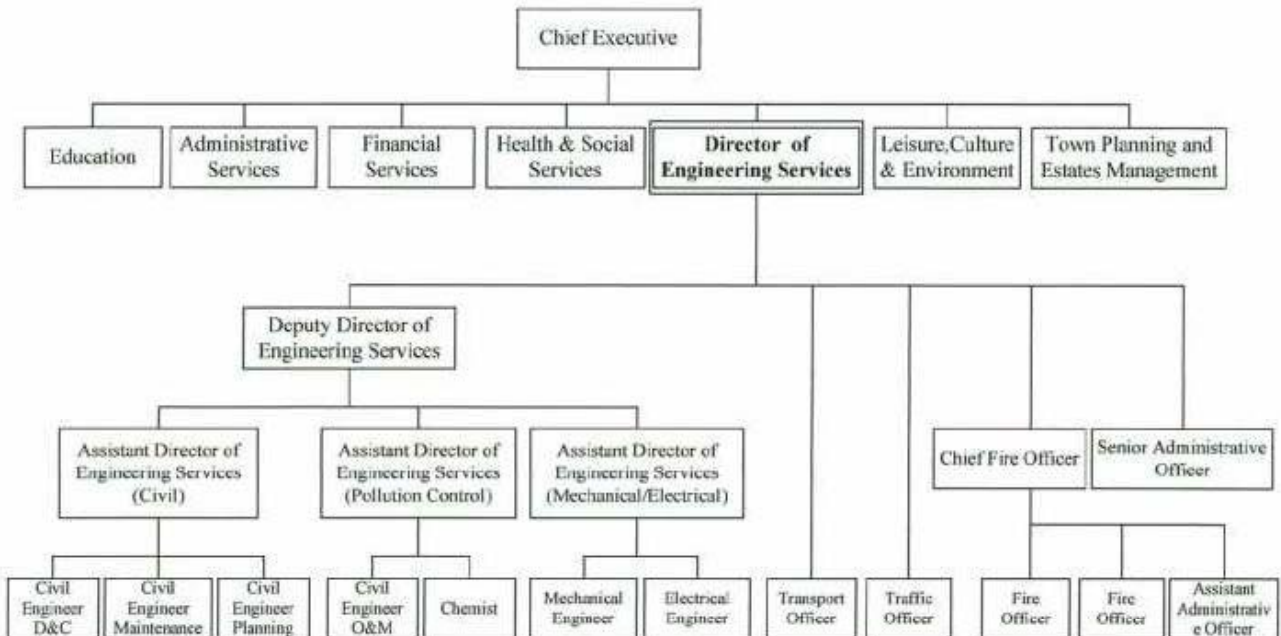 Chief Executive
Education
Administrative
Services
Financial
Services
Health & Social
Services
Director of
Engineering Services
Leisure,Culture
& Environment
Town Planning and
Estates Management
Deputy Director of
Engineering Services
Assistant Director of
Engineering Services
(Civil)
Assistant Director of
Engineering Services
(Pollution Control)
Assistant Director of
Engineering Services
(Mechanical/Electrical)
Chief Fire Officer
Senior Administrative
Officer
Civil
Engineer
D&C
Civil
Engineer
Maintenance
Civil
Engineer
Planning
Civil
Engineer
O&M
Chemist
Mechanical
Engineer
Electrical
Engineer
Transport
Officer
Traffic
Officer
Fire
Officer
Fire
Officer
Assistant
Administrativ
e Officer